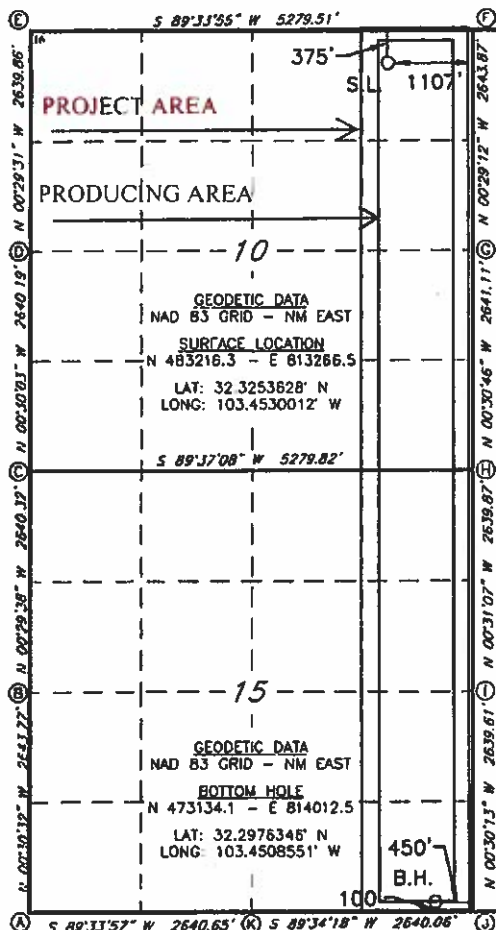 Ⓔ S 89°33'55" W 5279.51' Ⓕ
16
375'
S.L. 1107'
N 00°29'31" W 2639.86'
N 00°29'12" W 2643.87'
PROJECT AREA
PRODUCING AREA
Ⓓ 10 Ⓖ
GEODETIC DATA
NAD 83 GRID - NM EAST
SURFACE LOCATION
N 483216.3 - E 813266.5
LAT: 32.3253628° N
LONG: 103.4530012° W
N 00°30'03" W 2640.19'
N 00°30'46" W 2641.11'
Ⓒ S 89°37'08" W 5279.82' Ⓗ
N 00°29'38" W 2640.32'
N 00°31'07" W 2639.87'
Ⓑ 15 Ⓘ
GEODETIC DATA
NAD 83 GRID - NM EAST
BOTTOM HOLE
N 473134.1 - E 814012.5
LAT: 32.2976346° N
LONG: 103.4508551° W
N 00°30'32" W 2643.77'
N 00°30'13" W 2639.61'
450'
B.H.
100
Ⓐ S 89°33'57" W 2640.65' Ⓚ S 89°34'18" W 2640.06' Ⓙ